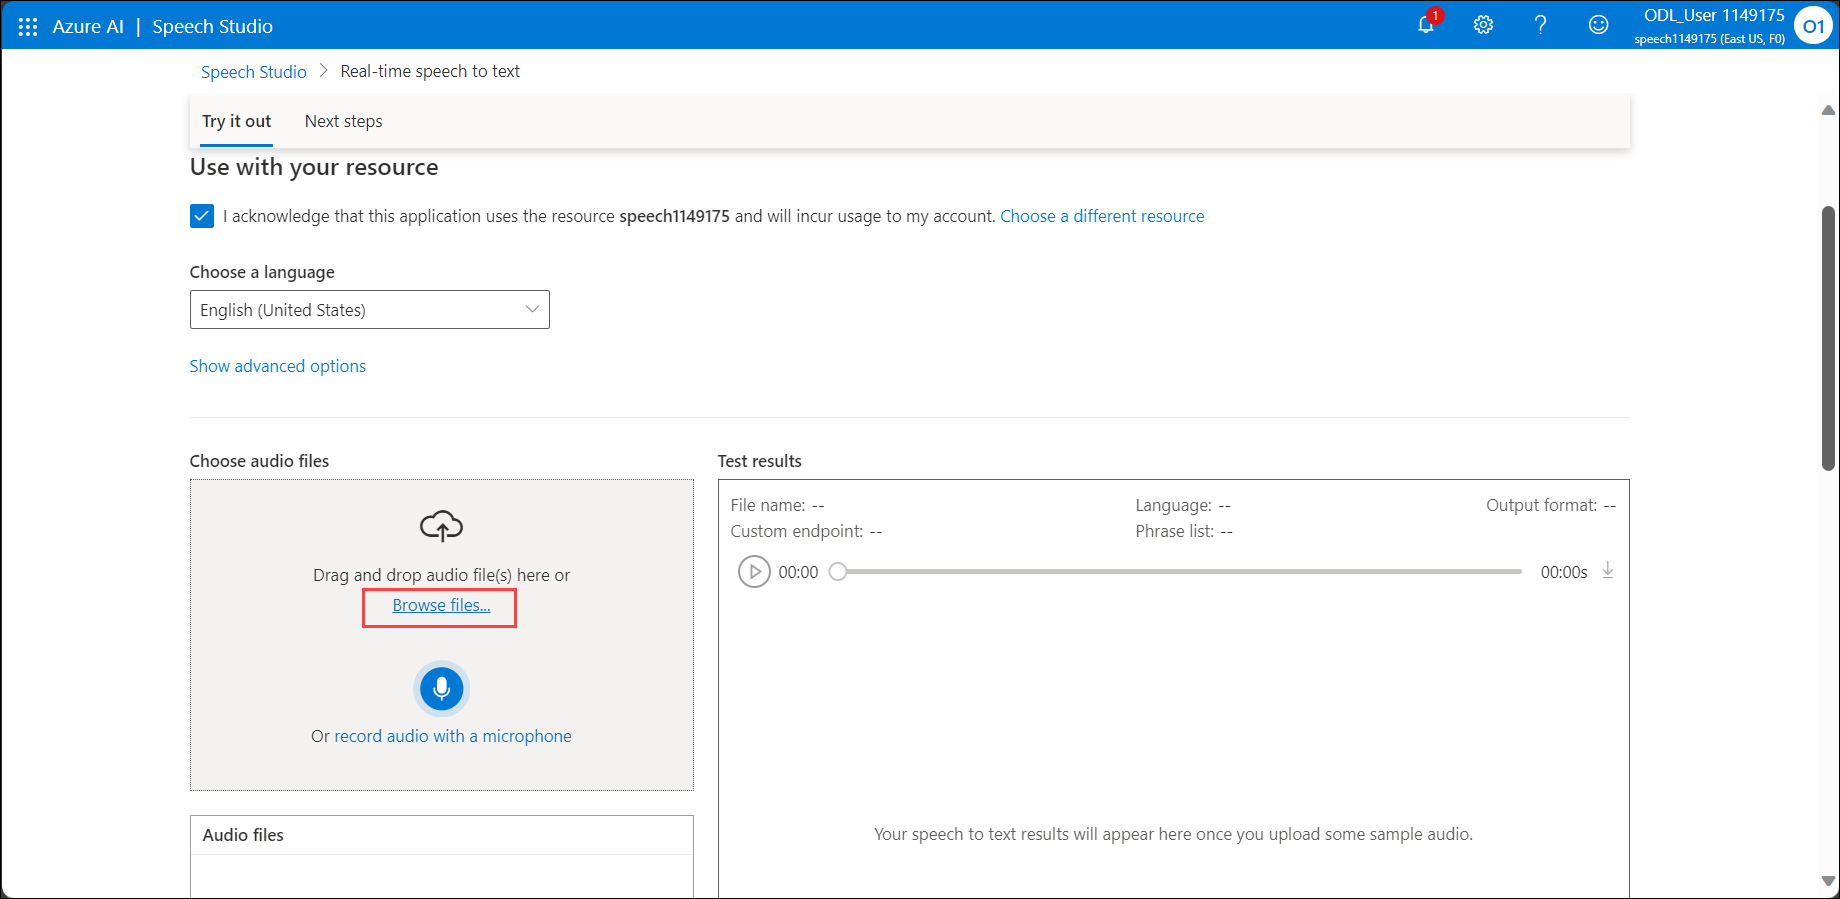 Azure AI | Speech Studio
1
ODL_User 1149175
speech1149175 (East US, F0)
O1
Speech Studio > Real-time speech to text
Try it out
Next steps
Use with your resource
I acknowledge that this application uses the resource speech1149175 and will incur usage to my account. Choose a different resource
Choose a language
English (United States)
Show advanced options
Choose audio files
Drag and drop audio file(s) here or
Browse files...
Or record audio with a microphone
Audio files
Test results
File name: --
Language: --
Output format: --
Custom endpoint: --
Phrase list: --
00:00
00:00s
Your speech to text results will appear here once you upload some sample audio.